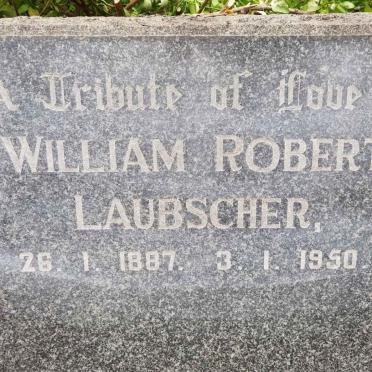 A Tribute of Love
WILLIAM ROBERT
LAUBSCHER,
26. 1. 1887. 3. 1. 1950.